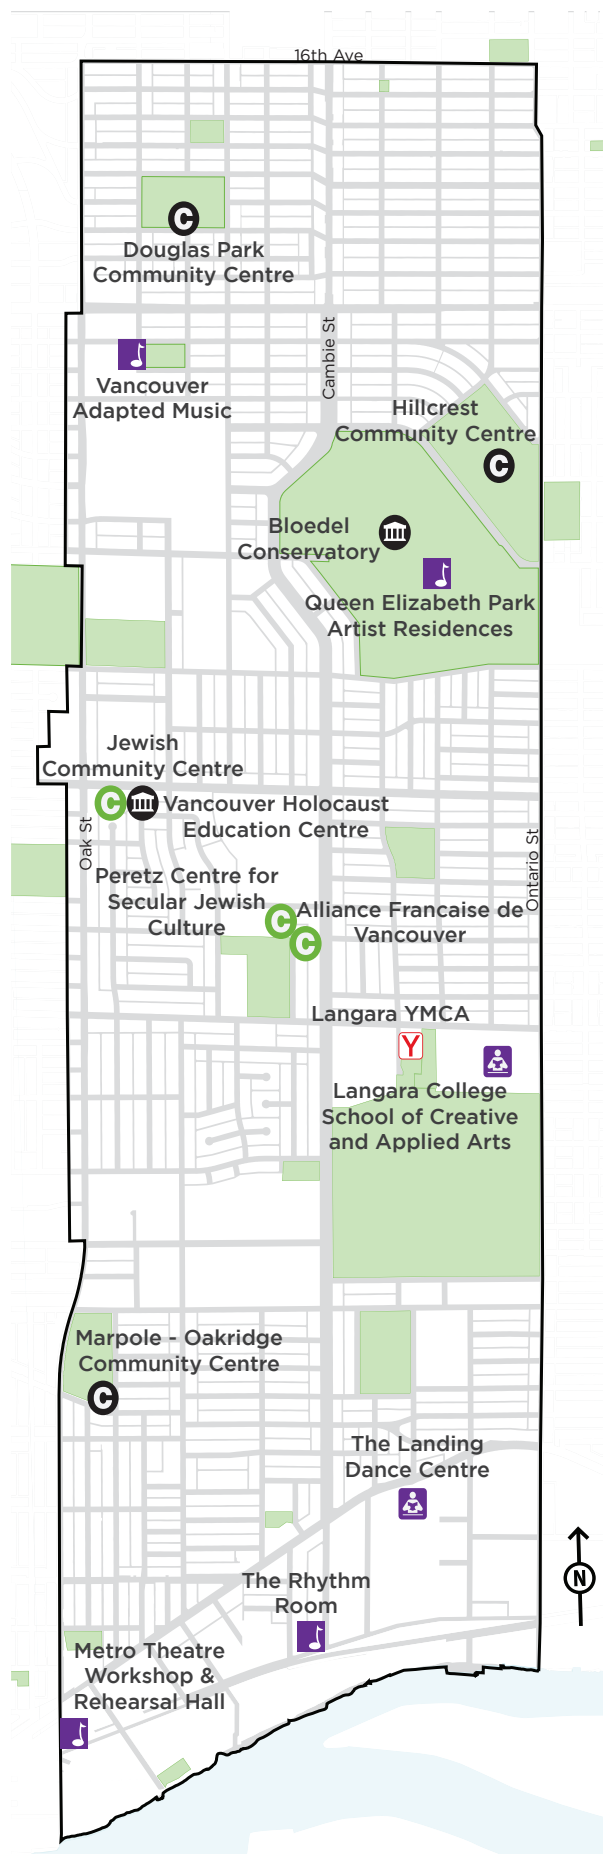 16th Ave
C
Douglas Park
Community Centre
Cambie St
Vancouver
Adapted Music
Hillcrest
Community Centre
C
Bloedel
Conservatory
Queen Elizabeth Park
Artist Residences
Jewish
Community Centre
C
Vancouver Holocaust
Education Centre
Oak St
Ontario St
Peretz Centre for
Secular Jewish
Culture
C
Alliance Francaise de
Vancouver
C
Langara YMCA
Y
Langara College
School of Creative
and Applied Arts
Marpole - Oakridge
Community Centre
C
The Landing
Dance Centre
N
The Rhythm
Room
Metro Theatre
Workshop &
Rehearsal Hall